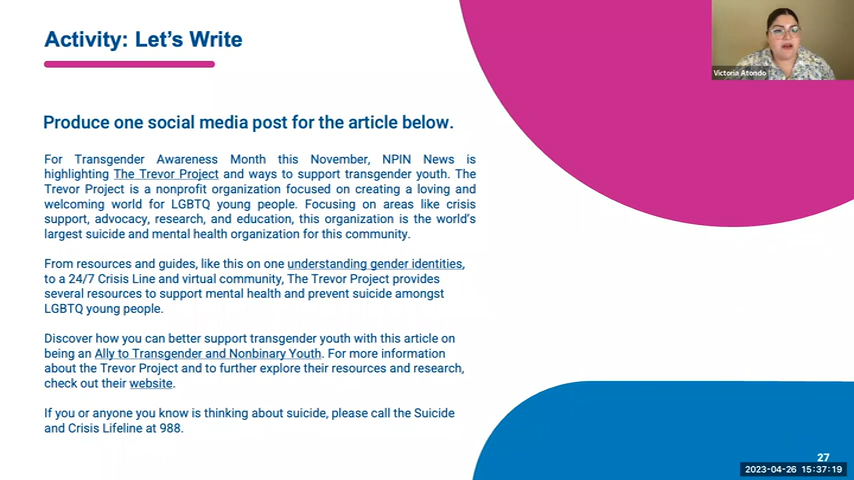 Activity: Let's Write
Victoria Atondo
Produce one social media post for the article below.
For Transgender Awareness Month this November, NPIN News is
highlighting The Trevor Project and ways to support transgender youth. The
Trevor Project is a nonprofit organization focused on creating a loving and
welcoming world for LGBTQ young people. Focusing on areas like crisis
support, advocacy, research, and education, this organization is the world's
largest suicide and mental health organization for this community.
From resources and guides, like this on one understanding gender identities,
to a 24/7 Crisis Line and virtual community, The Trevor Project provides
several resources to support mental health and prevent suicide amongst
LGBTQ young people.
Discover how you can better support transgender youth with this article on
being an Ally to Transgender and Nonbinary Youth. For more information
about the Trevor Project and to further explore their resources and research,
check out their website.
If you or anyone you know is thinking about suicide, please call the Suicide
and Crisis Lifeline at 988.
27
2023-04-26 15:37:19